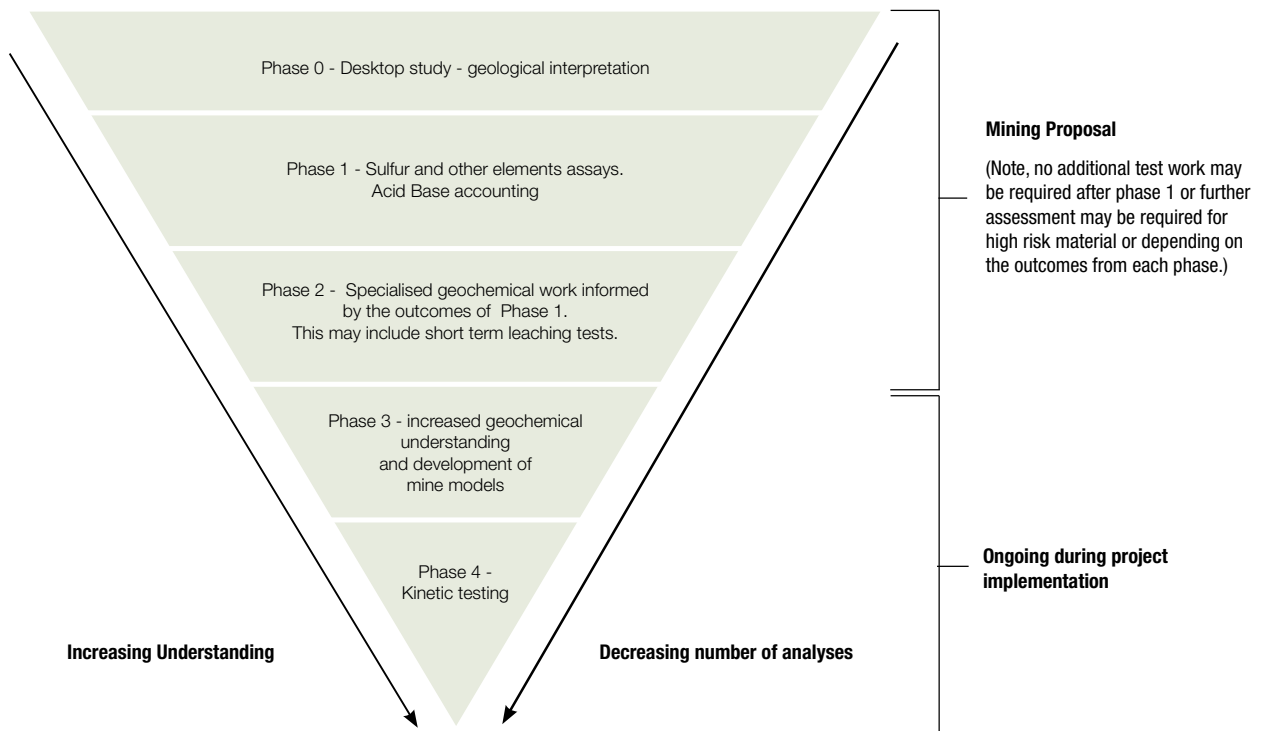 Phase 0 - Desktop study - geological interpretation
Phase 1 - Sulfur and other elements assays.
Acid Base accounting
Phase 2 - Specialised geochemical work informed
by the outcomes of Phase 1.
This may include short term leaching tests.
Phase 3 - increased geochemical
understanding
and development of
mine models
Phase 4 -
Kinetic testing
Increasing Understanding
Decreasing number of analyses
Mining Proposal
(Note, no additional test work may
be required after phase 1 or further
assessment may be required for
high risk material or depending on
the outcomes from each phase.)
Ongoing during project
implementation